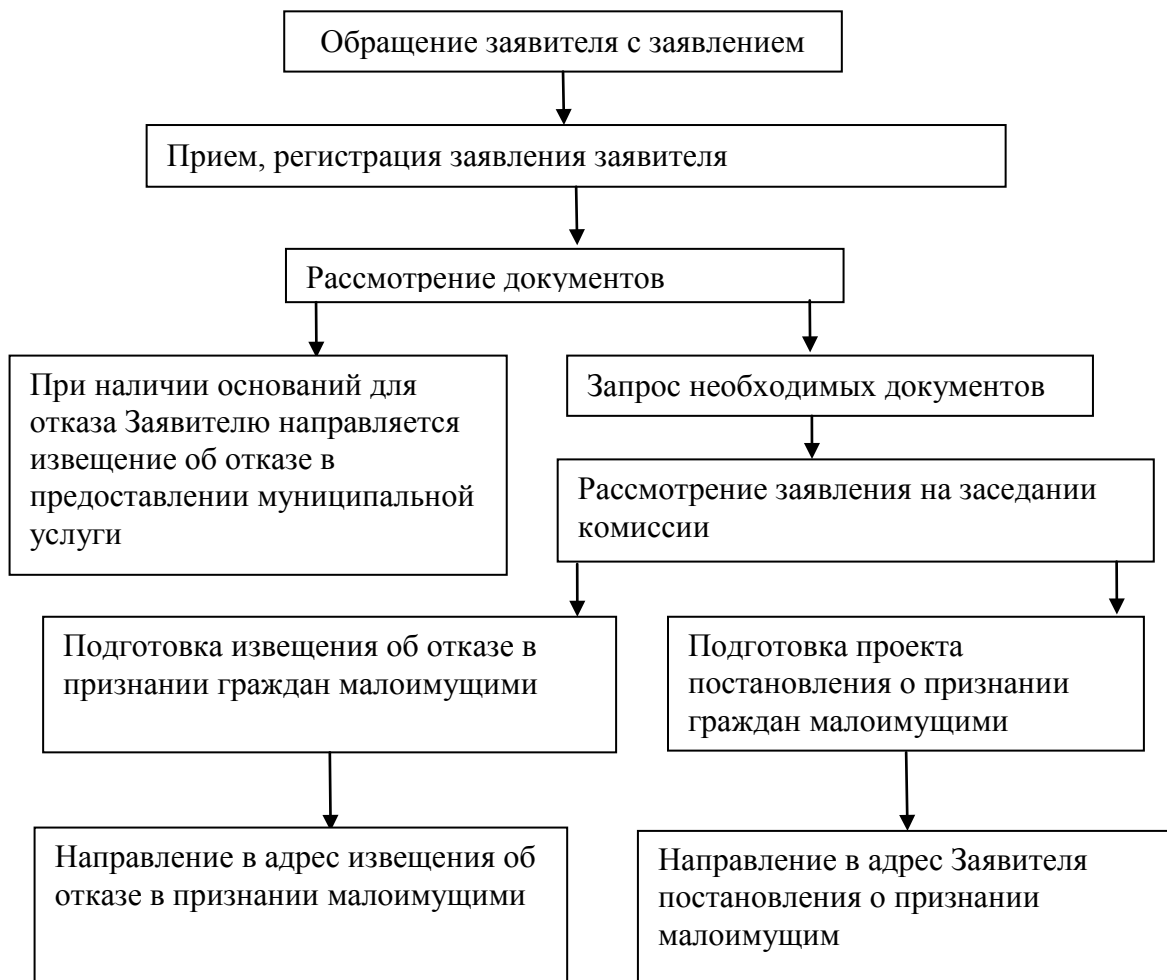 Обращение заявителя с заявлением
Прием, регистрация заявления заявителя
Рассмотрение документов
При наличии оснований для
отказа Заявителю направляется
извещение об отказе в
предоставлении муниципальной
услуги
Запрос необходимых документов
Рассмотрение заявления на заседании
комиссии
Подготовка извещения об отказе в
признании граждан малоимущими
Подготовка проекта
постановления о признании
граждан малоимущими
Направление в адрес извещения об
отказе в признании малоимущими
Направление в адрес Заявителя
постановления о признании
малоимущим